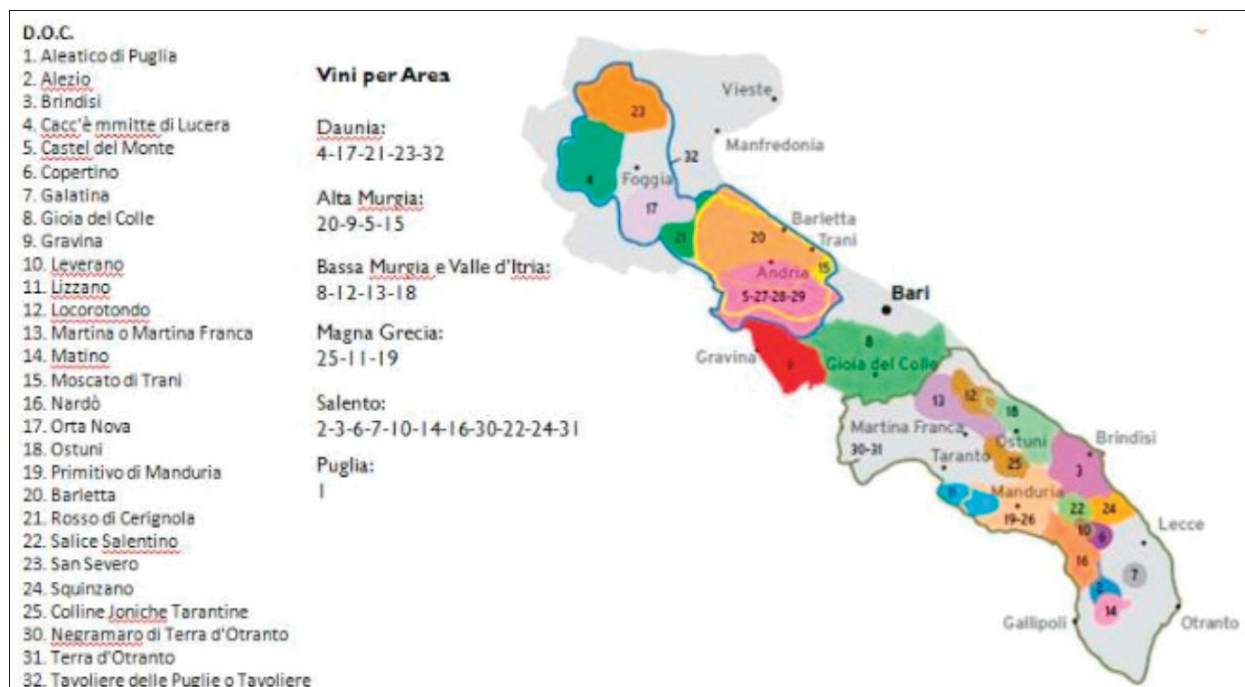 D.O.C.
1. Aleatico di Puglia
2. Alezio
3. Brindisi
4. Cacc'è mmitte di Lucera
5. Castel del Monte
6. Copertino
7. Galatina
8. Gioia del Colle
9. Gravina
10. Leverano
11. Lizzano
12. Locorotondo
13. Martina o Martina Franca
14. Matino
15. Moscato di Trani
16. Nardò
17. Orta Nova
18. Ostuni
19. Primitivo di Manduria
20. Barletta
21. Rosso di Cerignola
22. Salice Salentino
23. San Severo
24. Squinzano
25. Colline Joniche Tarantine
30. Negramaro di Terra d'Otranto
31. Terra d'Otranto
32. Tavoliere delle Puglie o Tavoliere
Vini per Area
Daunia:
4-17-21-23-32
Alta Murgia:
20-9-5-15
Bassa Murgia e Valle d'Itria:
8-12-13-18
Magna Grecia:
25-11-19
Salento:
2-3-6-7-10-14-16-30-22-24-31
Puglia:
1
Vieste
23
Manfredonia
32
4
Foggia
17
Barletta
21
20
Trani
Andria
15
5-27-28-29
Bari
8
Gravina
9
Gioia del Colle
13
12
18
Martina Franca
Ostuni
Brindisi
30-31
Taranto
25
3
11
Manduria
19-26
22
24
10
6
Lecce
16
7
2
14
Gallipoli
Otranto